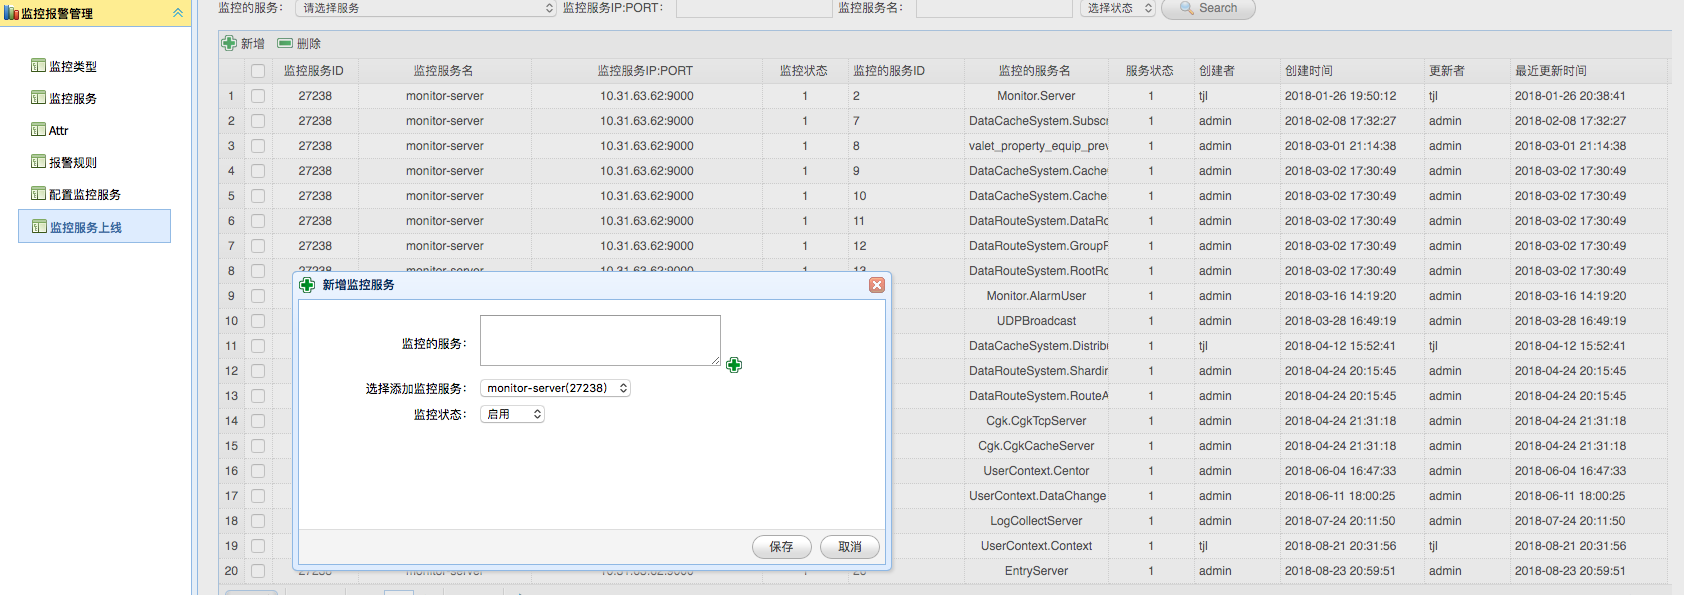 监控报警管理
监控类型
监控服务
Attr
报警规则
配置监控服务
监控服务上线
监控的服务： 请选择服务 监控服务IP:PORT： 监控服务名： 选择状态 Search
新增 删除
监控服务ID 监控服务名 监控服务IP:PORT 监控状态 监控的服务ID 监控的服务名 服务状态 创建者 创建时间 更新者 最近更新时间
1 27238 monitor-server 10.31.63.62:9000 1 2 Monitor.Server 1 tjl 2018-01-26 19:50:12 tjl 2018-01-26 20:38:41
2 27238 monitor-server 10.31.63.62:9000 1 7 DataCacheSystem.Subscr 1 admin 2018-02-08 17:32:27 admin 2018-02-08 17:32:27
3 27238 monitor-server 10.31.63.62:9000 1 8 valet_property_equip_prev 1 admin 2018-03-01 21:14:38 admin 2018-03-01 21:14:38
4 27238 monitor-server 10.31.63.62:9000 1 9 DataCacheSystem.Cache 1 admin 2018-03-02 17:30:49 admin 2018-03-02 17:30:49
5 27238 monitor-server 10.31.63.62:9000 1 10 DataCacheSystem.Cache 1 admin 2018-03-02 17:30:49 admin 2018-03-02 17:30:49
6 27238 monitor-server 10.31.63.62:9000 1 11 DataRouteSystem.DataRo 1 admin 2018-03-02 17:30:49 admin 2018-03-02 17:30:49
7 27238 monitor-server 10.31.63.62:9000 1 12 DataRouteSystem.GroupF 1 admin 2018-03-02 17:30:49 admin 2018-03-02 17:30:49
8 27238 monitor-server 10.31.63.62:9000 1 13 DataRouteSystem.RootRo 1 admin 2018-03-02 17:30:49 admin 2018-03-02 17:30:49
9 Monitor.AlarmUser 1 admin 2018-03-16 14:19:20 admin 2018-03-16 14:19:20
10 UDPBroadcast 1 admin 2018-03-28 16:49:19 admin 2018-03-28 16:49:19
11 DataCacheSystem.Distribu 1 tjl 2018-04-12 15:52:41 tjl 2018-04-12 15:52:41
12 DataRouteSystem.Shardin 1 admin 2018-04-24 20:15:45 admin 2018-04-24 20:15:45
13 DataRouteSystem.RouteA 1 admin 2018-04-24 20:15:45 admin 2018-04-24 20:15:45
14 Cgk.CgkTcpServer 1 admin 2018-04-24 21:31:18 admin 2018-04-24 21:31:18
15 Cgk.CgkCacheServer 1 admin 2018-04-24 21:31:18 admin 2018-04-24 21:31:18
16 UserContext.Centor 1 admin 2018-06-04 16:47:33 admin 2018-06-04 16:47:33
17 UserContext.DataChange 1 admin 2018-06-11 18:00:25 admin 2018-06-11 18:00:25
18 LogCollectServer 1 admin 2018-07-24 20:11:50 admin 2018-07-24 20:11:50
19 UserContext.Context 1 tjl 2018-08-21 20:31:56 tjl 2018-08-21 20:31:56
20 27238 monitor-server 10.31.63.62:9000 1 EntryServer 1 admin 2018-08-23 20:59:51 admin 2018-08-23 20:59:51
新增监控服务
监控的服务：
选择添加监控服务： monitor-server(27238)
监控状态： 启用
保存 取消